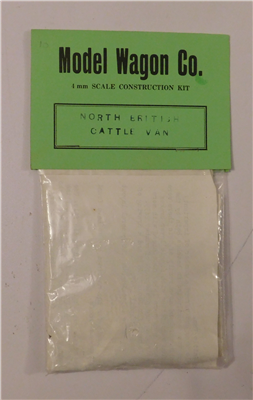 Model Wagon Co.
4 mm SCALE CONSTRUCTION KIT
NORTH BRITISH
CATTLE VAN